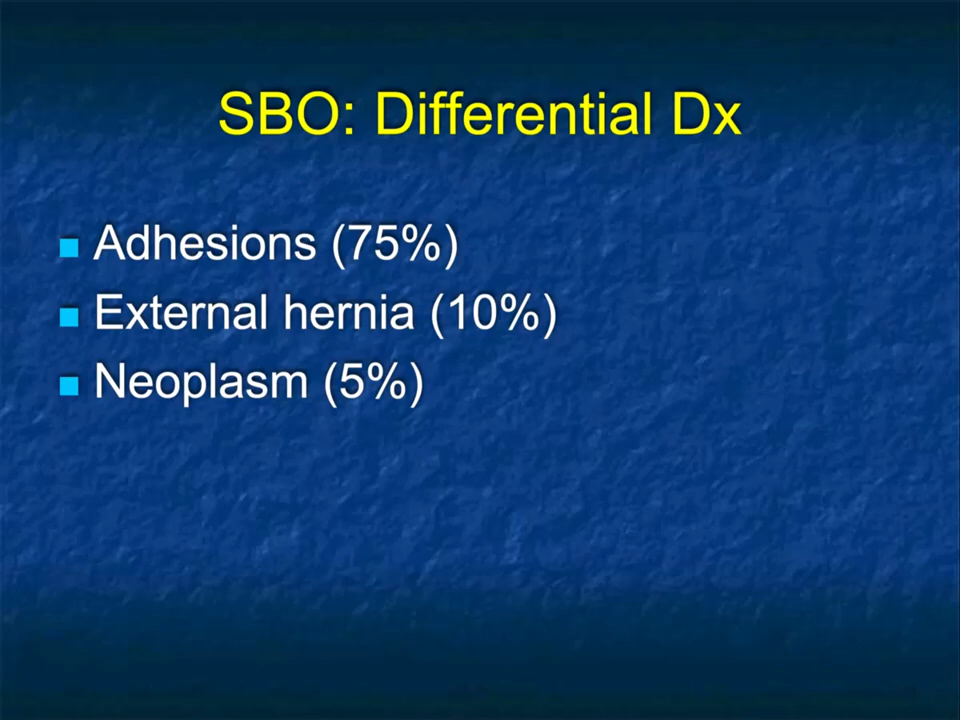 SBO: Differential Dx
Adhesions (75%)
External hernia (10%)
Neoplasm (5%)